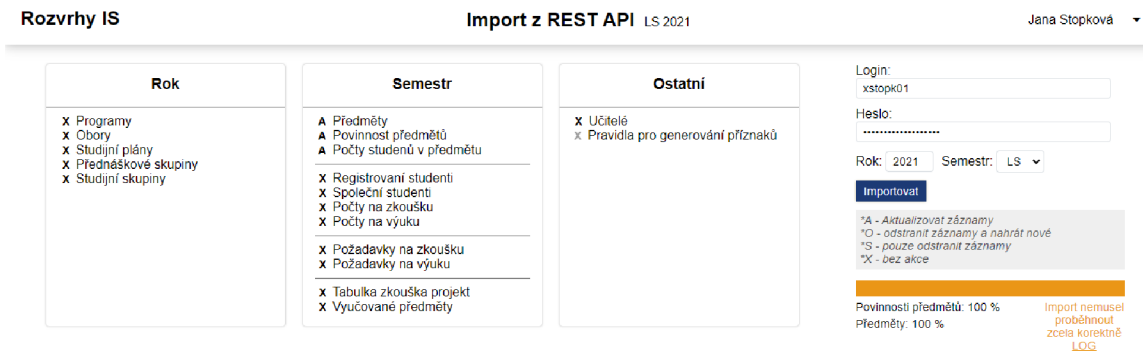 Rozvrhy IS
Import z REST API LS 2021
Jana Stopková
Rok
X Programy
X Obory
X Studijní plány
X Přednáškové skupiny
X Studijní skupiny
Semestr
A Předměty
A Povinnost předmětů
A Počty studenů v předmětu
X Registrovaní studenti
X Společní studenti
X Počty na zkoušku
X Počty na výuku
X Požadavky na zkoušku
X Požadavky na výuku
X Tabulka zkouška projekt
X Vyučované předměty
Ostatní
X Učitelé
X Pravidla pro generování příznaků
Login:
xstopk01
Heslo:
Rok: 2021 Semestr: LS
Importovat
*A - Aktualizovat záznamy
*O - odstranit záznamy a nahrát nové
*S - pouze odstranit záznamy
*X - bez akce
Povinnosti předmětů: 100 %
Předměty: 100 %
Import nemusel
proběhnout
zcela korektně
LOG